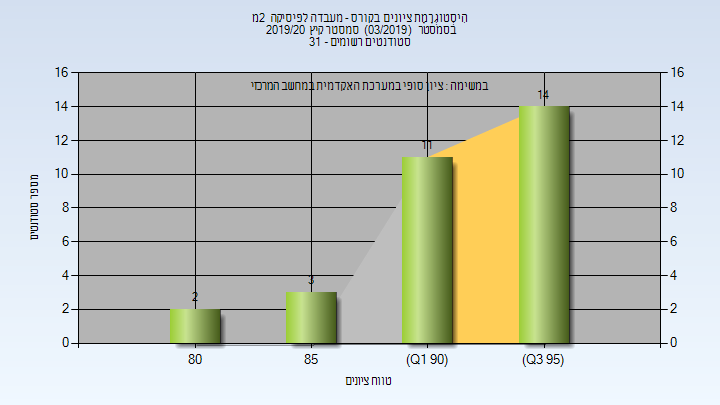 היסטוגרמת ציונים בקורס - מעבדה לפיסיקה 2מ
בסמסטר (03/2019) סמסטר קיץ 2019/20
סטודנטים רשומים - 31
במשימה : ציון סופי במערכת האקדמית במחשב המרכזי
16 16
14 14
12 12
10 10
8 8
6 6
4 4
2 2
0 0
2
3
11
14
מספר סטודנטים
80 85 (Q1 90) (Q3 95)
טווח ציונים